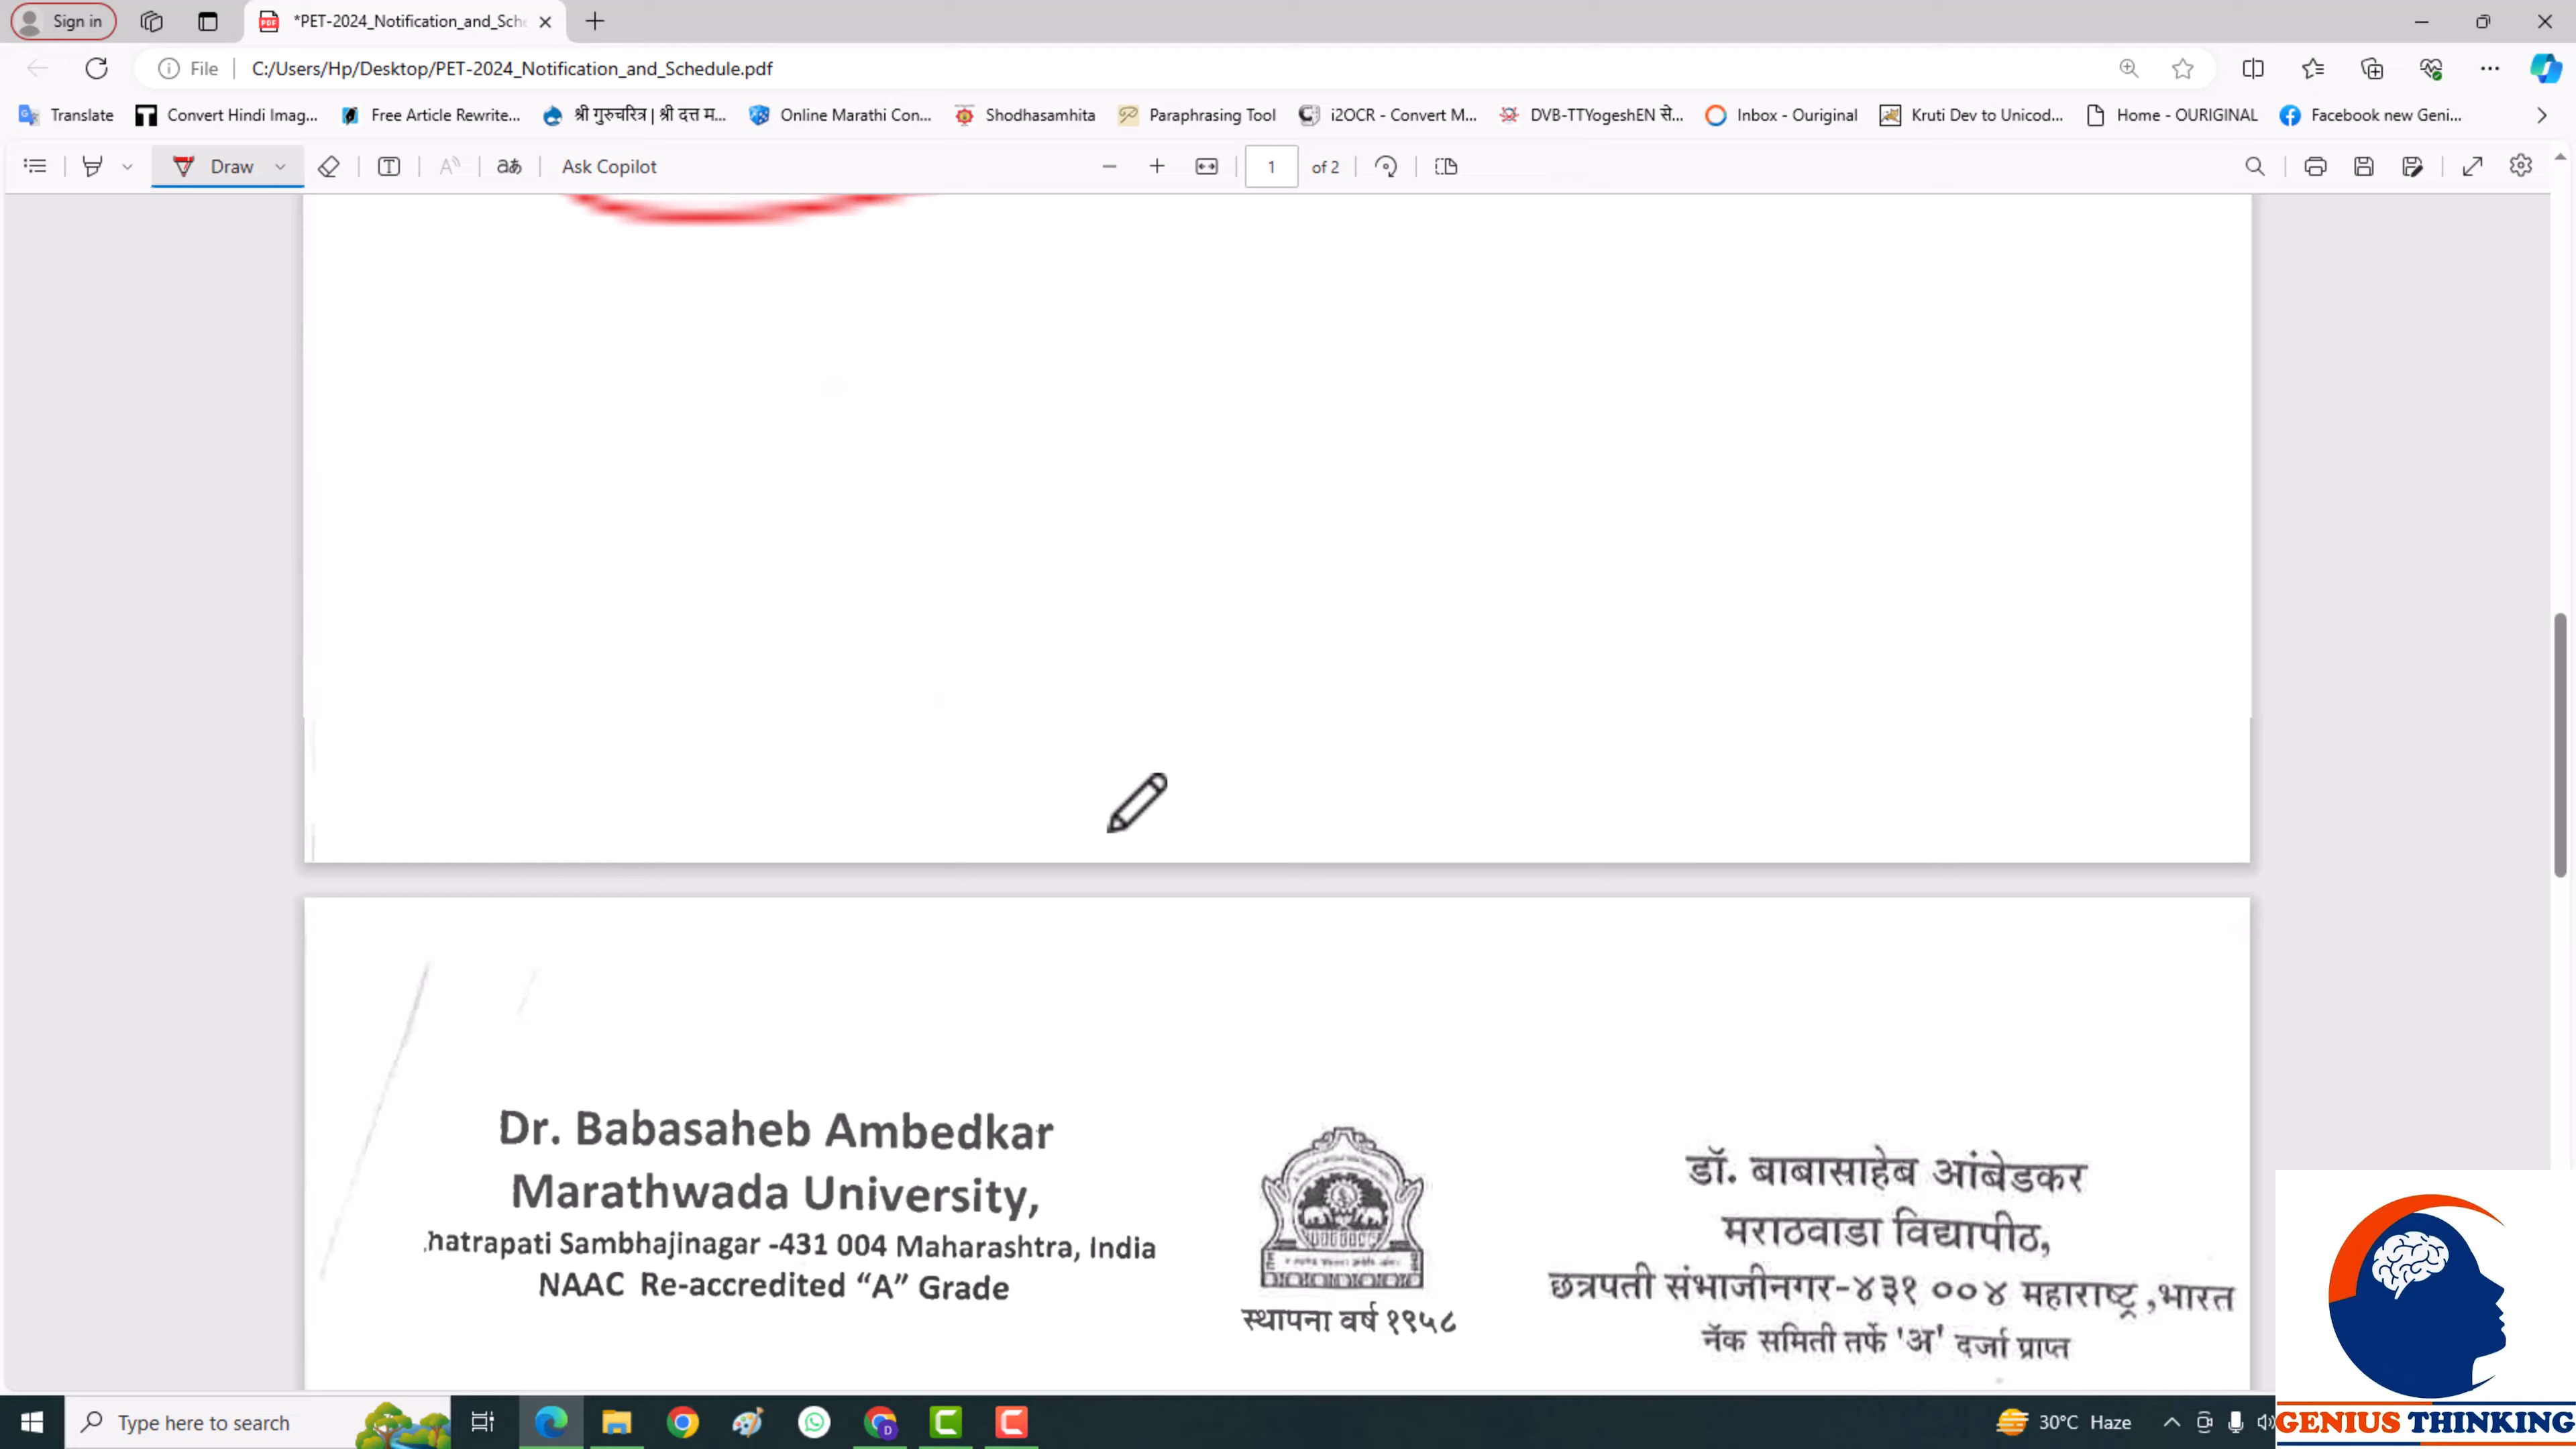 Sign in
*PET-2024_Notification_and_Sche
File
C:/Users/Hp/Desktop/PET-2024_Notification_and_Schedule.pdf
Translate
Convert Hindi Imag...
Free Article Rewrite...
श्री गुरुचरित्र | श्री दत्त म...
Online Marathi Con...
Shodhasamhita
Paraphrasing Tool
i2OCR - Convert M...
DVB-TTYogeshEN से...
Inbox - Ouriginal
Kruti Dev to Unicod...
Home - OURIGINAL
Facebook new Geni...
Draw
aあ
Ask Copilot
1 of 2
Dr. Babasaheb Ambedkar
Marathwada University,
hatrapati Sambhajinagar -431 004 Maharashtra, India
NAAC Re-accredited “A” Grade
स्थापना वर्ष १९५८
डॉ. बाबासाहेब आंबेडकर
मराठवाडा विद्यापीठ,
छत्रपती संभाजीनगर-४३१ ००४ महाराष्ट्र ,भारत
नॅक समिती तर्फे 'अ' दर्जा प्राप्त
Type here to search
30°C Haze
GENIUS THINKING